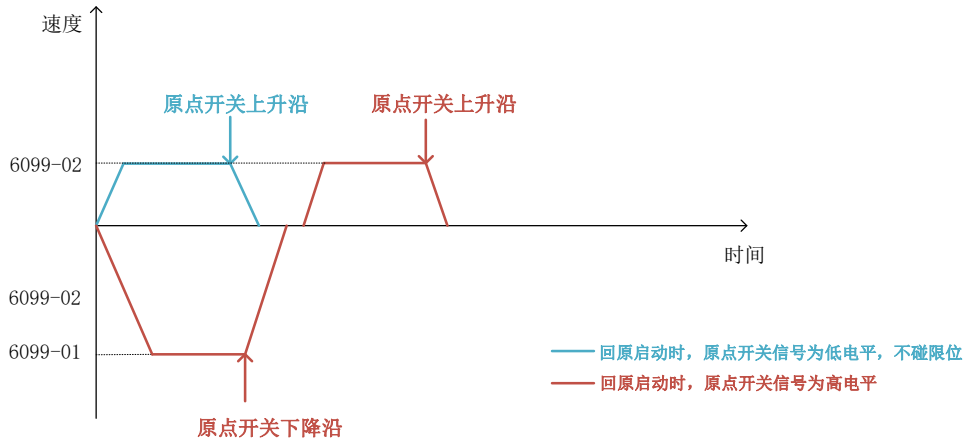 速度
原点开关上升沿
原点开关上升沿
6099-02
时间
6099-02
6099-01
回原启动时，原点开关信号为低电平，不碰限位
回原启动时，原点开关信号为高电平
原点开关下降沿